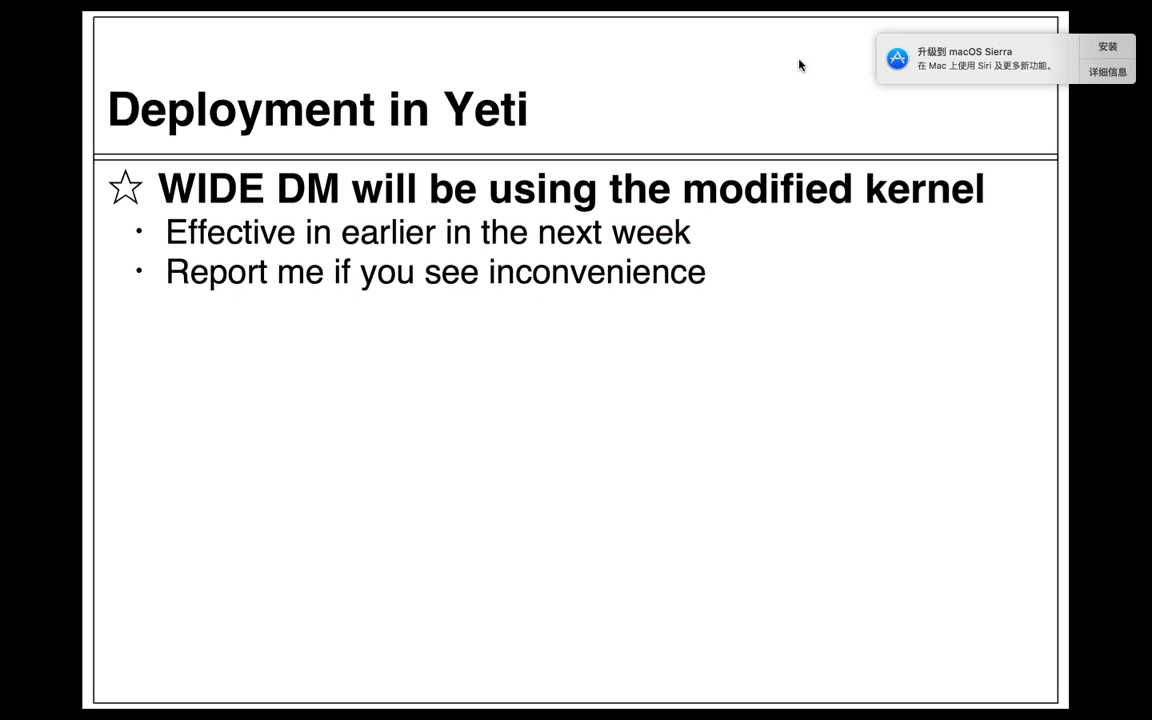 升级到 macOS Sierra
在 Mac 上使用 Siri 及更多新功能。
安装
详细信息
Deployment in Yeti
☆ WIDE DM will be using the modified kernel
・ Effective in earlier in the next week
・ Report me if you see inconvenience